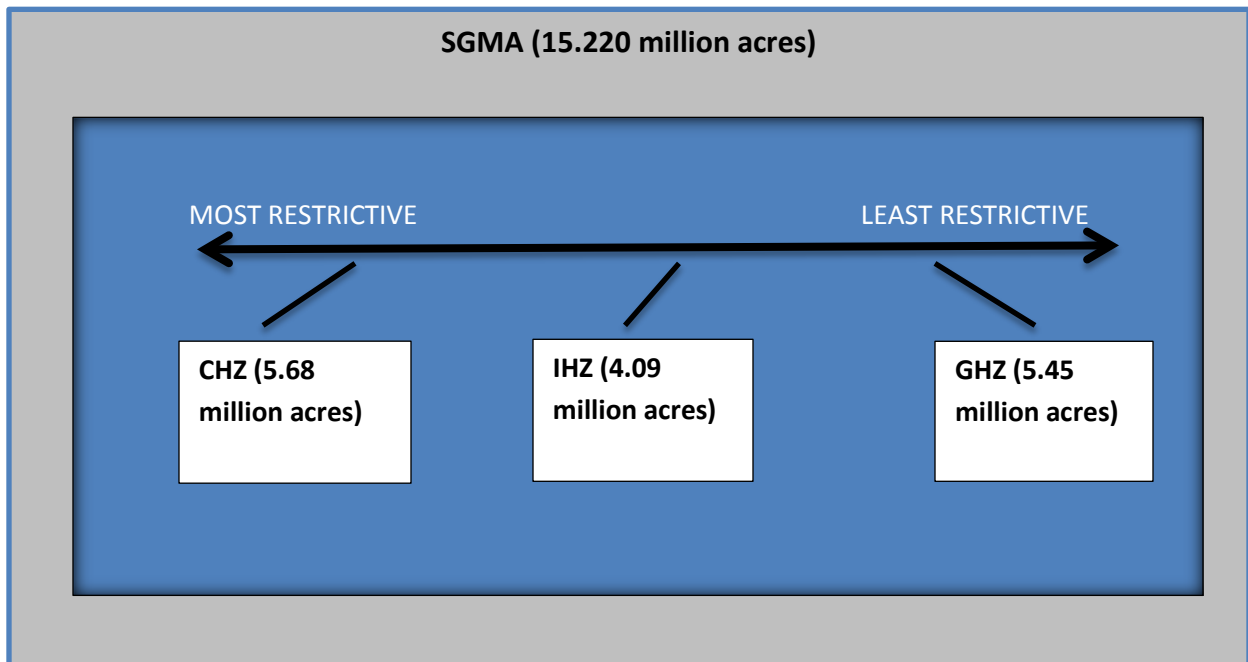 SGMA (15.220 million acres)
MOST RESTRICTIVE
LEAST RESTRICTIVE
CHZ (5.68
million acres)
IHZ (4.09
million acres)
GHZ (5.45
million acres)